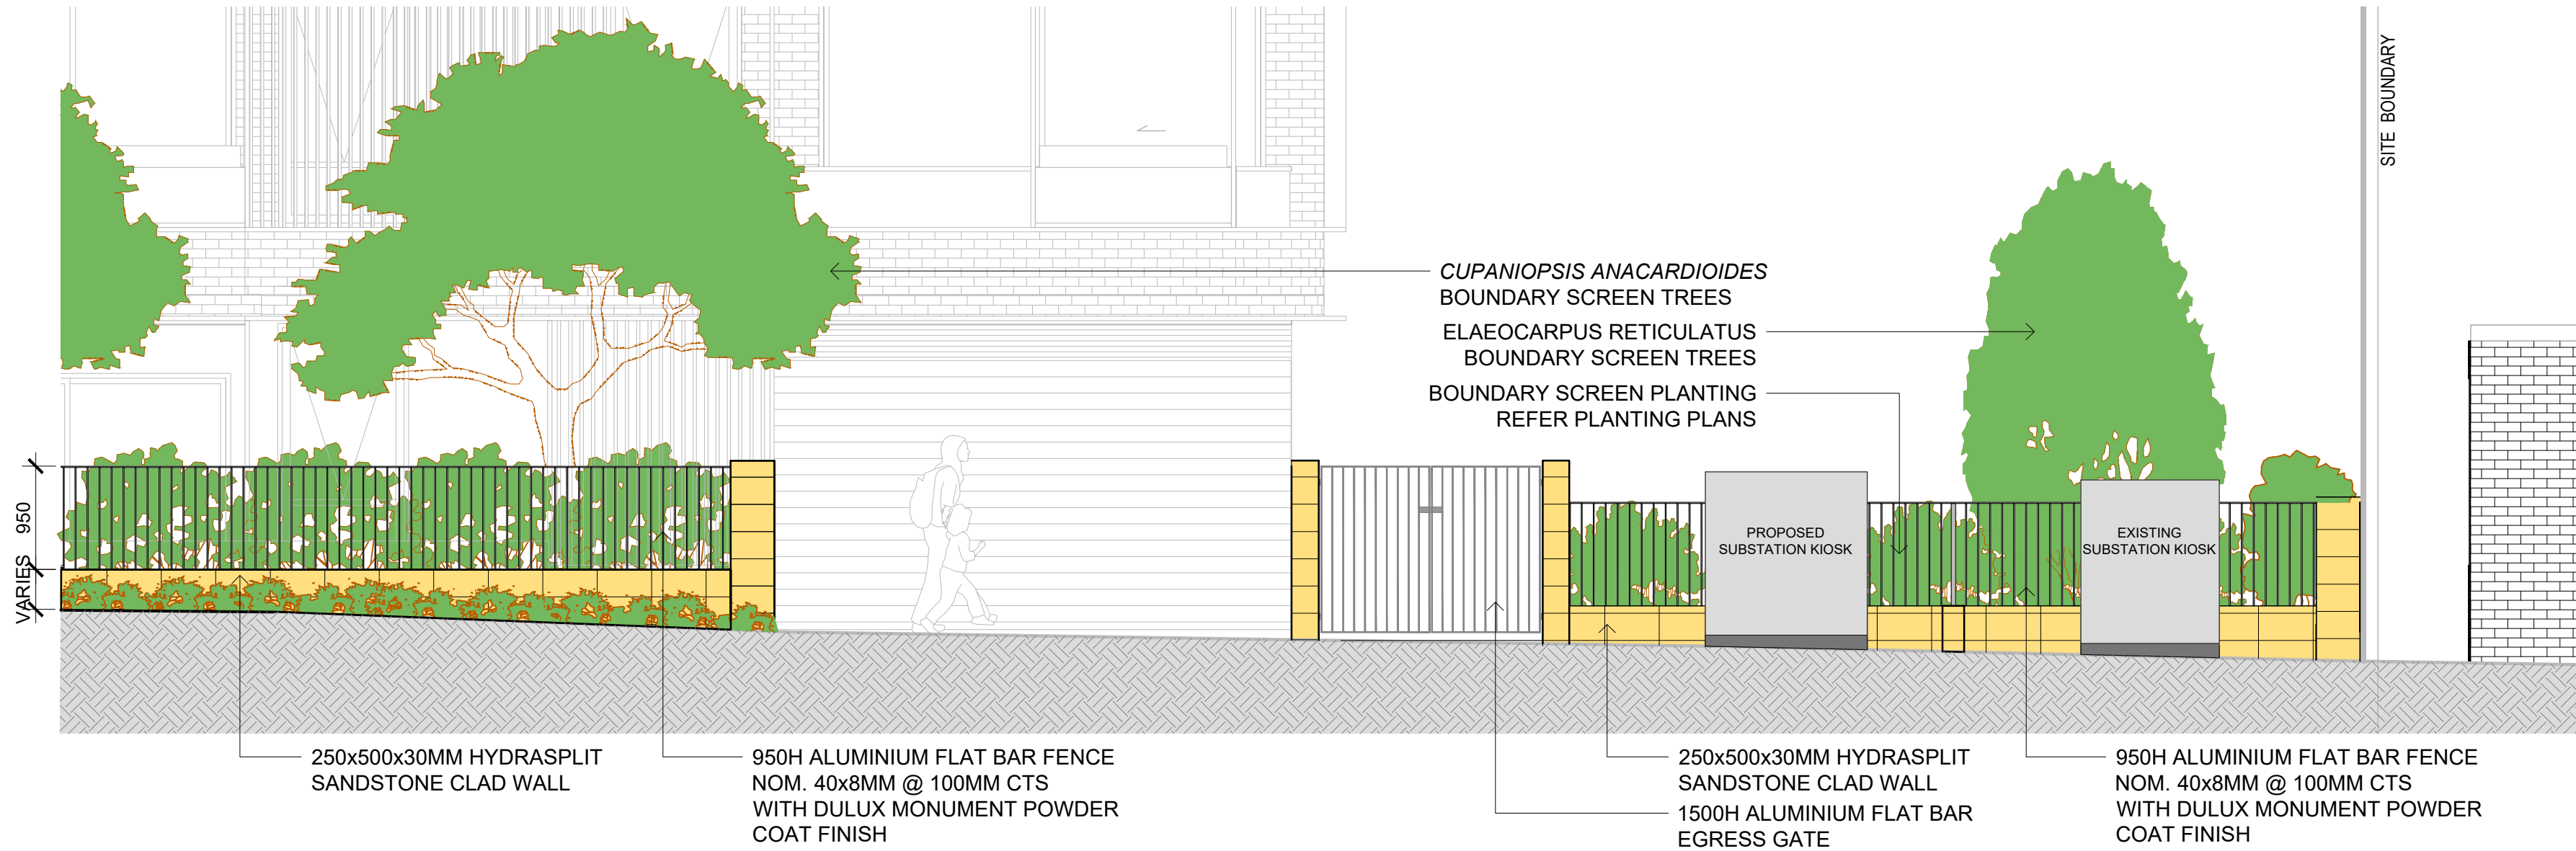 SITE BOUNDARY
CUPANIOPSIS ANACARDIOIDES
BOUNDARY SCREEN TREES
ELAEOCARPUS RETICULATUS
BOUNDARY SCREEN TREES
BOUNDARY SCREEN PLANTING
REFER PLANTING PLANS
950
VARIES
PROPOSED
SUBSTATION KIOSK
EXISTING
SUBSTATION KIOSK
250x500x30MM HYDRASPLIT
SANDSTONE CLAD WALL
950H ALUMINIUM FLAT BAR FENCE
NOM. 40x8MM @ 100MM CTS
WITH DULUX MONUMENT POWDER
COAT FINISH
250x500x30MM HYDRASPLIT
SANDSTONE CLAD WALL
1500H ALUMINIUM FLAT BAR
EGRESS GATE
950H ALUMINIUM FLAT BAR FENCE
NOM. 40x8MM @ 100MM CTS
WITH DULUX MONUMENT POWDER
COAT FINISH